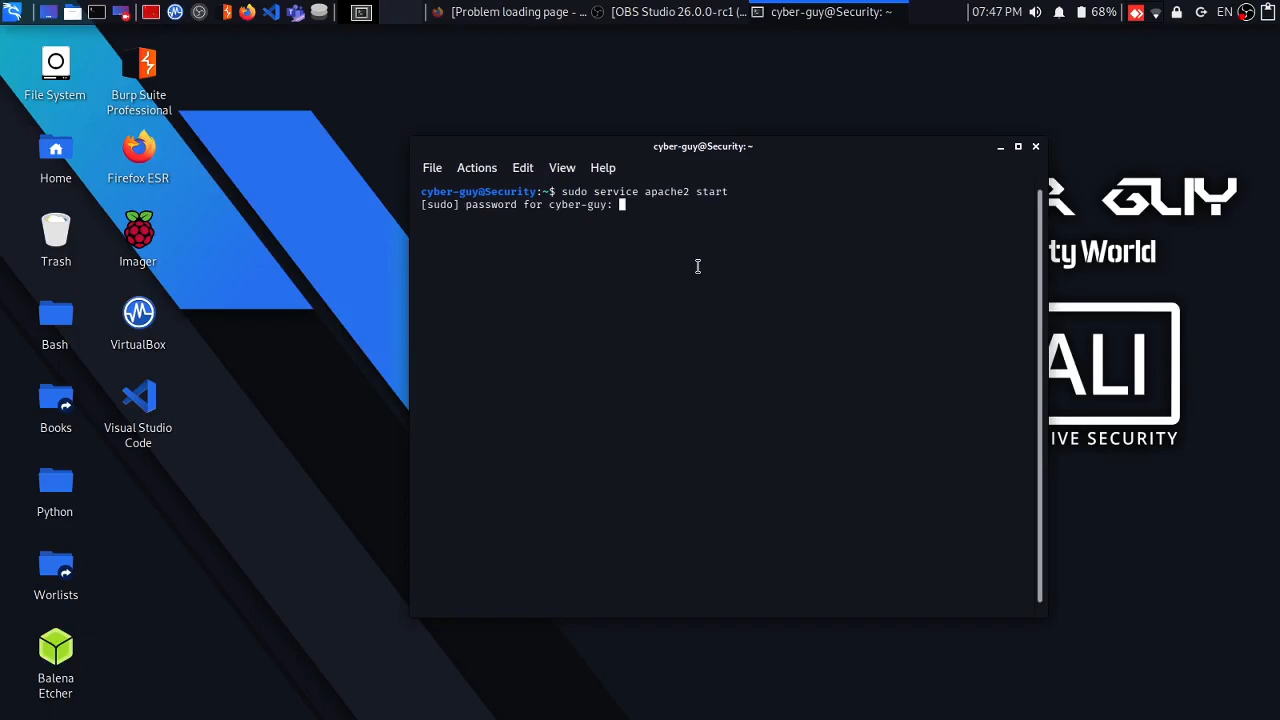 [Problem loading page - ...
[OBS Studio 26.0.0-rc1 (...
cyber-guy@Security: ~
07:47 PM
68%
EN
File System
Burp Suite
Professional
Home
Firefox ESR
Trash
Imager
Bash
VirtualBox
Books
Visual Studio
Code
Python
Worlists
Balena
Etcher
cyber-guy@Security: ~
File Actions Edit View Help
cyber-guy@Security:~$ sudo service apache2 start
[sudo] password for cyber-guy:
GUY
World
ALI
SECURITY